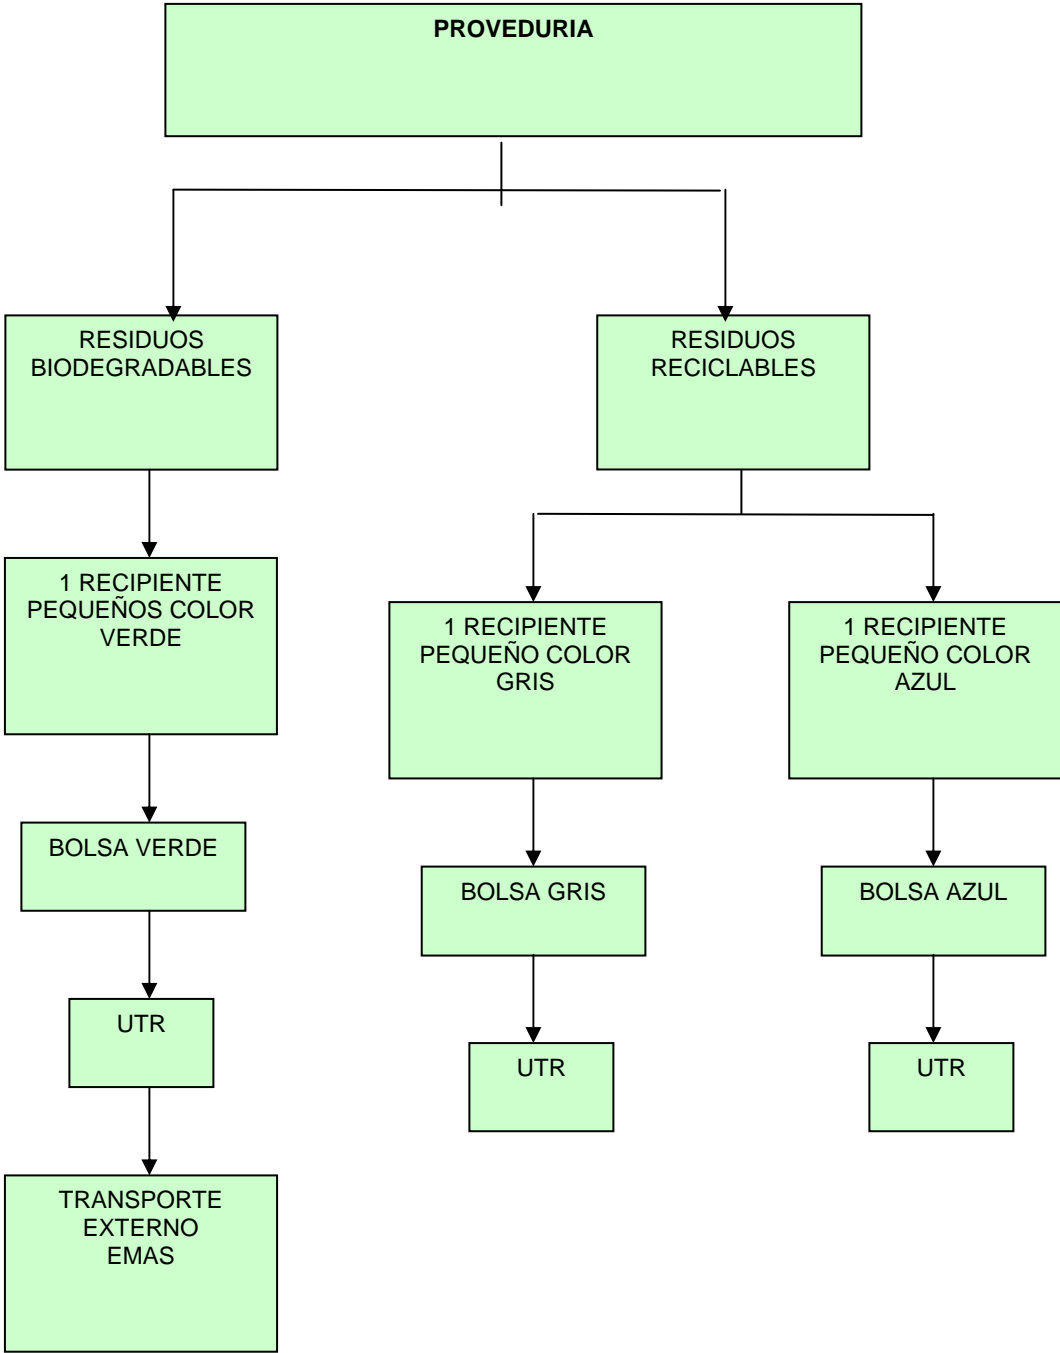 PROVEDURIA
RESIDUOS
BIODEGRADABLES
RESIDUOS
RECICLABLES
1 RECIPIENTE
PEQUEÑOS COLOR
VERDE
1 RECIPIENTE
PEQUEÑO COLOR
GRIS
1 RECIPIENTE
PEQUEÑO COLOR
AZUL
BOLSA VERDE
BOLSA GRIS
BOLSA AZUL
UTR
UTR
UTR
TRANSPORTE
EXTERNO
EMAS